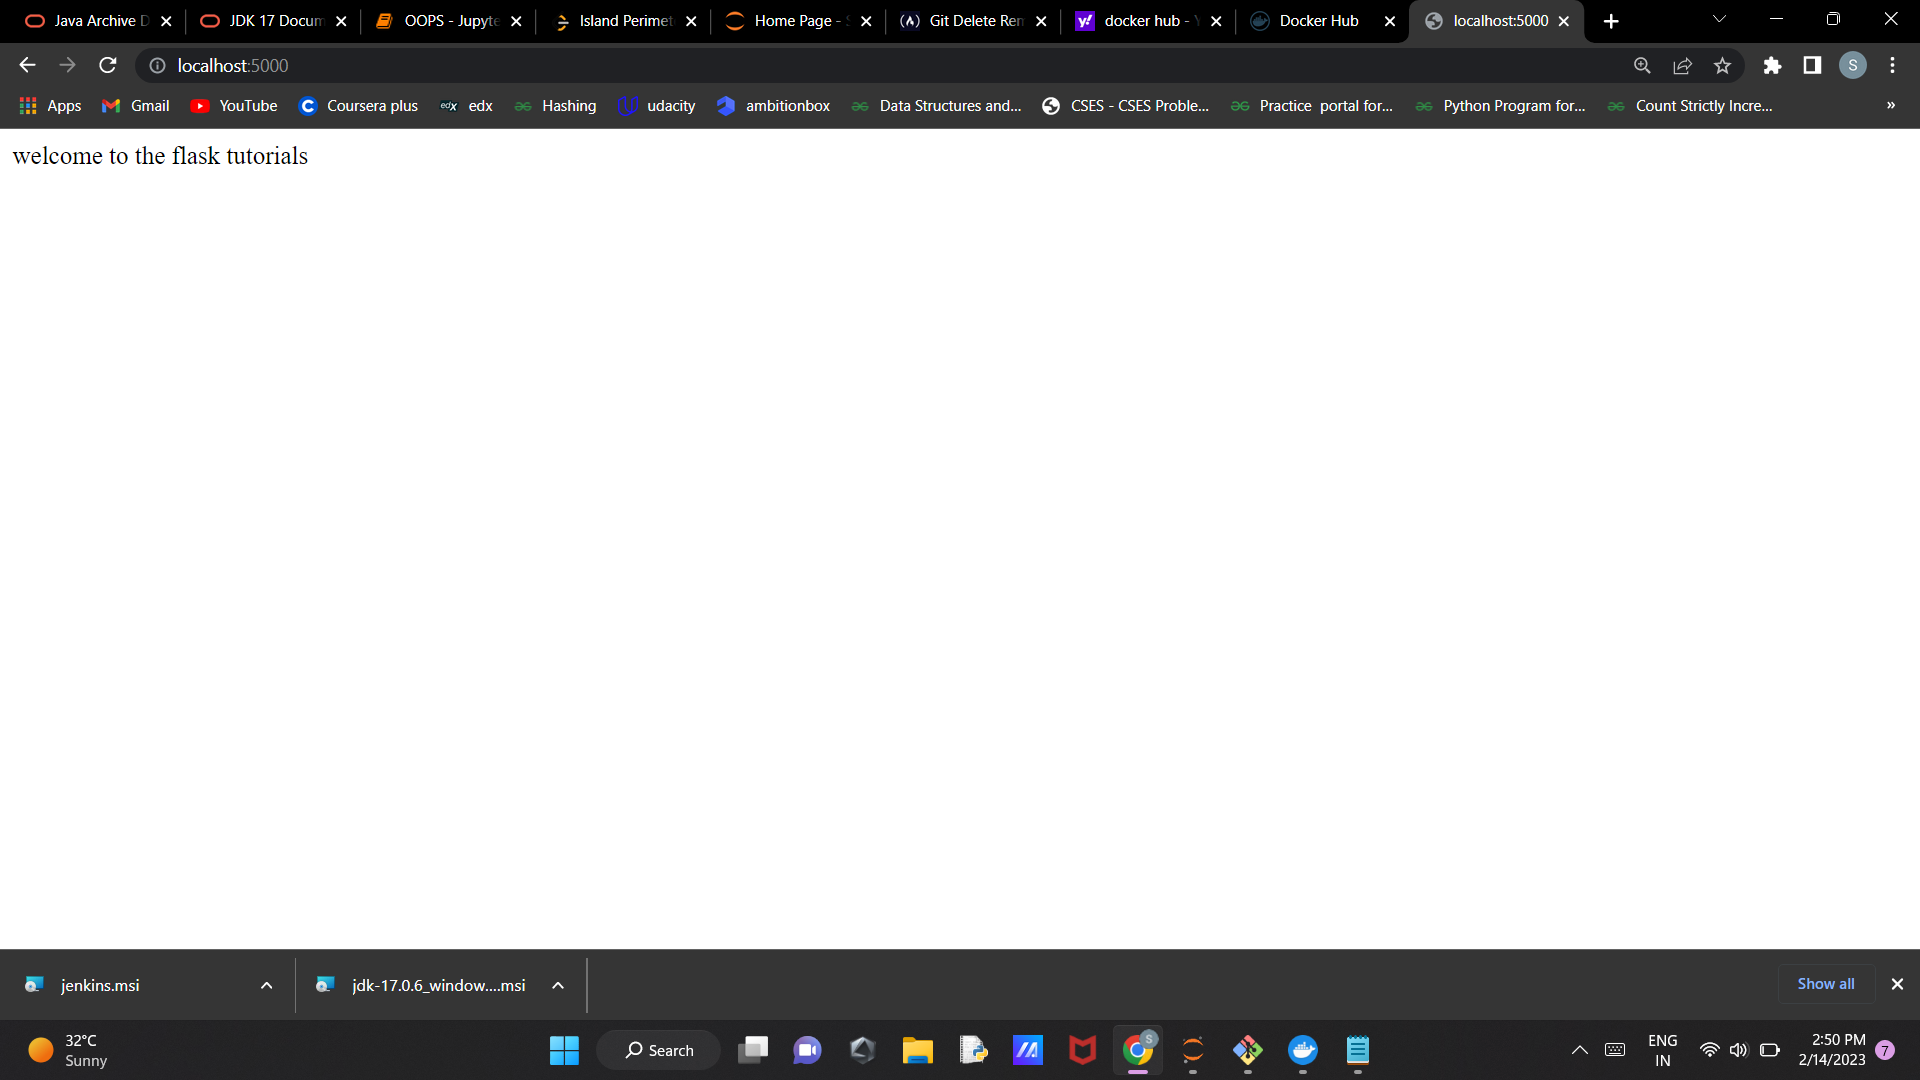 Java Archive D
JDK 17 Docum
OOPS - Jupyte
Island Perimet
Home Page - S
Git Delete Rem
docker hub - Y
Docker Hub
localhost:5000
localhost:5000
S
Apps
Gmail
YouTube
Coursera plus
edx
Hashing
udacity
ambitionbox
Data Structures and...
CSES - CSES Proble...
Practice portal for...
Python Program for...
Count Strictly Incre...
»
welcome to the flask tutorials
jenkins.msi
jdk-17.0.6_window....msi
Show all
32°C
Sunny
Search
ENG
IN
2:50 PM
2/14/2023
7